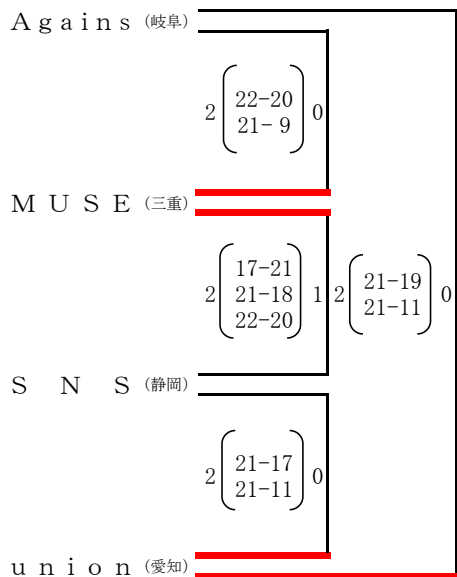 Ａｇａｉｎｓ（岐阜）
2 22-20 0
21- 9
ＭＵＳＥ（三重）
17-21
2 21-18 1 2 21-19 0
22-20 21-11
ＳＮＳ（静岡）
2 21-17 0
21-11
ｕｎｉｏｎ（愛知）